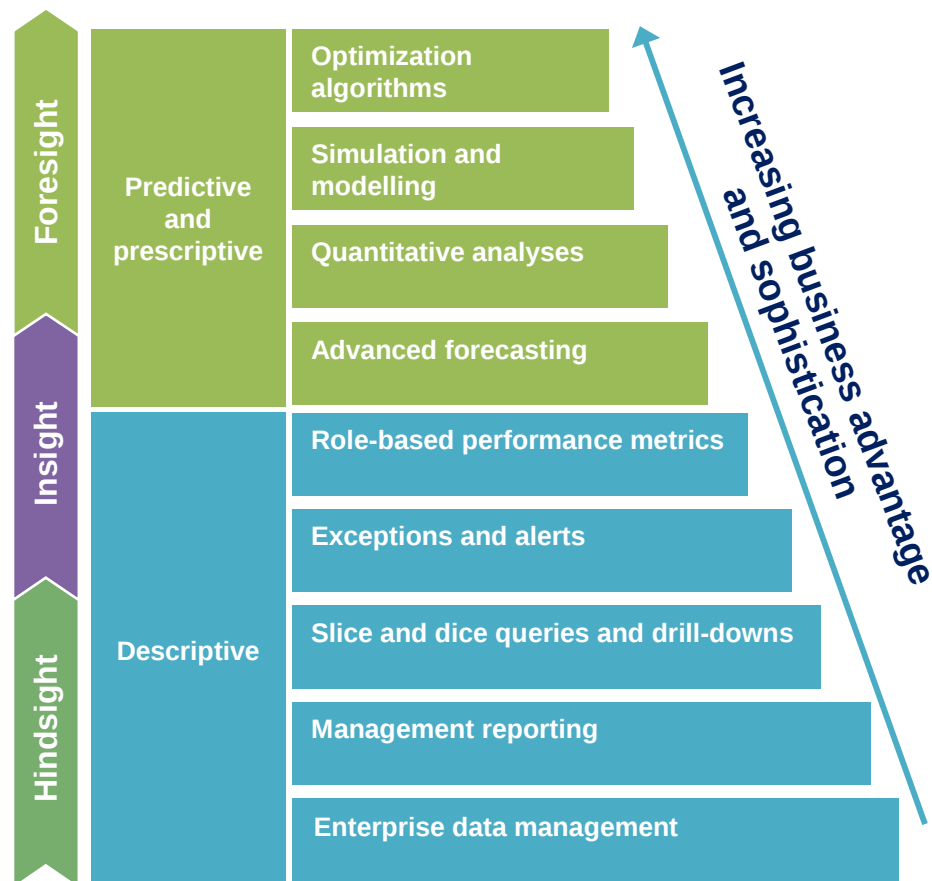 Foresight
Insight
Hindsight
Predictive
and
prescriptive
Descriptive
Optimization
algorithms
Simulation and
modelling
Quantitative analyses
Advanced forecasting
Role-based performance metrics
Exceptions and alerts
Slice and dice queries and drill-downs
Management reporting
Enterprise data management
Increasing business advantage
and sophistication